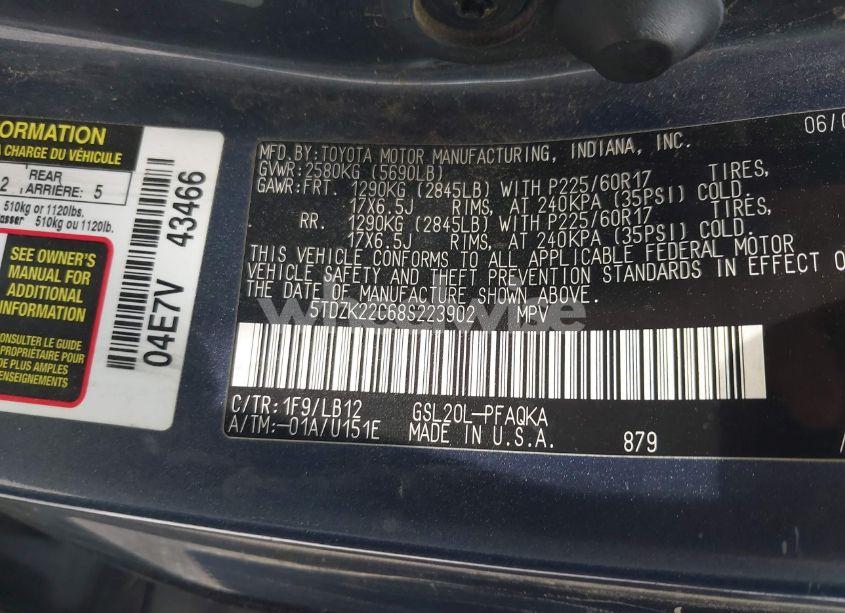 ORMATION
A CHARGE DU VÉHICULE
2 REAR ARRIÈRE: 5
510kg or 1120lbs.
asser 510kg ou 1120lb.
SEE OWNER'S
MANUAL FOR
ADDITIONAL
INFORMATION
ONSULTER LE GUIDE
E PROPRIÉTAIRE POUR
DE PLUS AMPLES
ENSEIGNEMENTS
04E7V 43466
MFD.BY:TOYOTA MOTOR MANUFACTURING, INDIANA, INC. 06/0
GVWR:2580KG (5690LB)
GAWR:FRT. 1290KG (2845LB) WITH P225/60R17 TIRES,
17X6.5J RIMS, AT 240KPA (35PSI) COLD.
RR. 1290KG (2845LB) WITH P225/60R17 TIRES,
17X6.5J RIMS, AT 240KPA (35PSI) COLD.
THIS VEHICLE CONFORMS TO ALL APPLICABLE FEDERAL MOTOR
VEHICLE SAFETY AND THEFT PREVENTION STANDARDS IN EFFECT O
THE DATE OF MANUFACTURE SHOWN ABOVE.
5TDZK22C68S223902 MPV
C/TR:1F9/LB12 GSL20L-PFAQKA
A/TM:-01A/U151E MADE IN U.S.A. 879